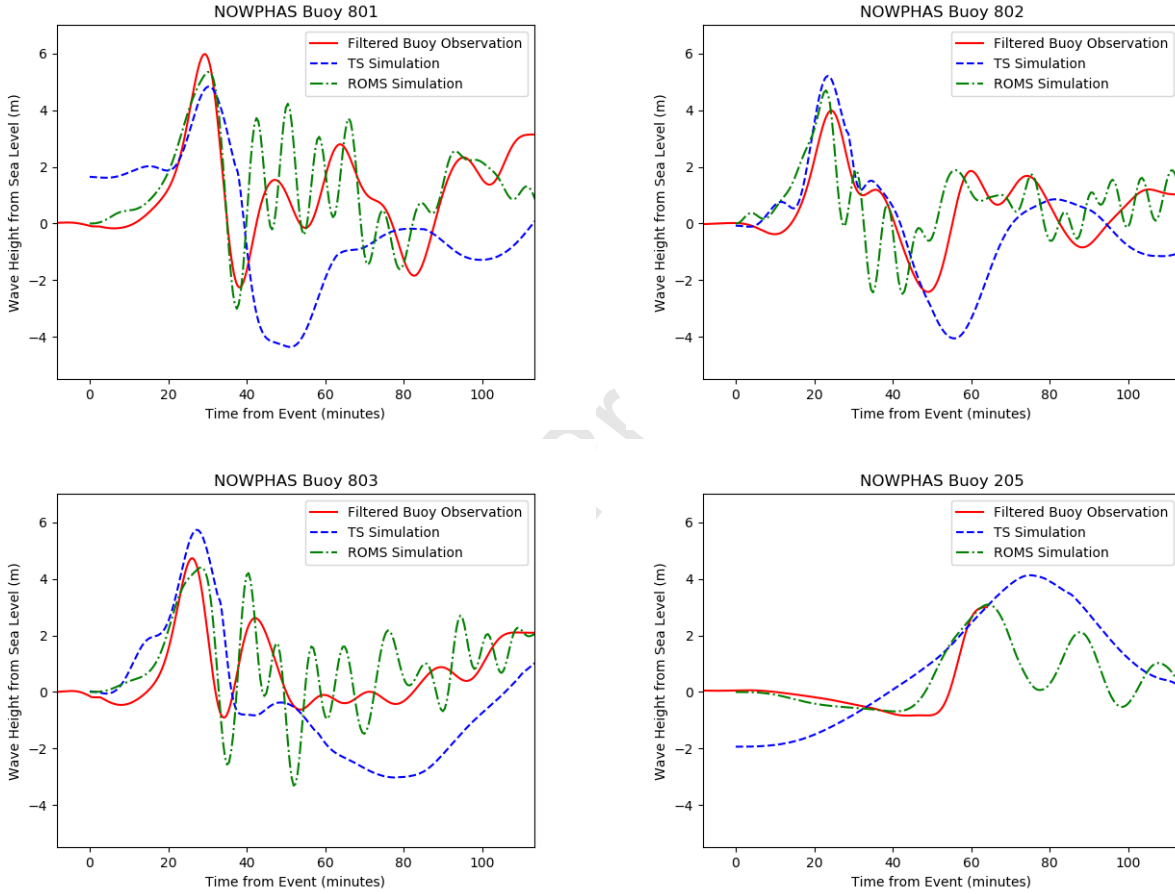 NOWPHAS Buoy 801
Filtered Buoy Observation
TS Simulation
ROMS Simulation
Wave Height from Sea Level (m)
6
4
2
0
−2
−4
0 20 40 60 80 100
Time from Event (minutes)
NOWPHAS Buoy 802
Filtered Buoy Observation
TS Simulation
ROMS Simulation
Wave Height from Sea Level (m)
6
4
2
0
−2
−4
0 20 40 60 80 100
Time from Event (minutes)
NOWPHAS Buoy 803
Filtered Buoy Observation
TS Simulation
ROMS Simulation
Wave Height from Sea Level (m)
6
4
2
0
−2
−4
0 20 40 60 80 100
Time from Event (minutes)
NOWPHAS Buoy 205
Filtered Buoy Observation
TS Simulation
ROMS Simulation
Wave Height from Sea Level (m)
6
4
2
0
−2
−4
0 20 40 60 80 100
Time from Event (minutes)